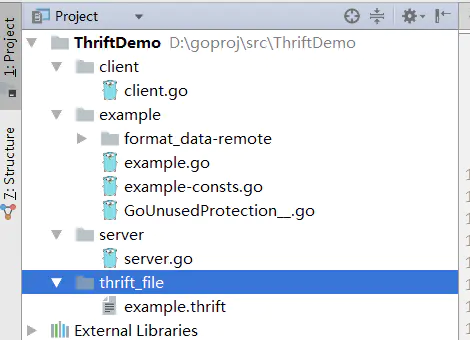 Project
1: Project
7: Structure
ThriftDemo D:\goproj\src\ThriftDemo
client
client.go
example
format_data-remote
example.go
example-consts.go
GoUnusedProtection__.go
server
server.go
thrift_file
example.thrift
External Libraries